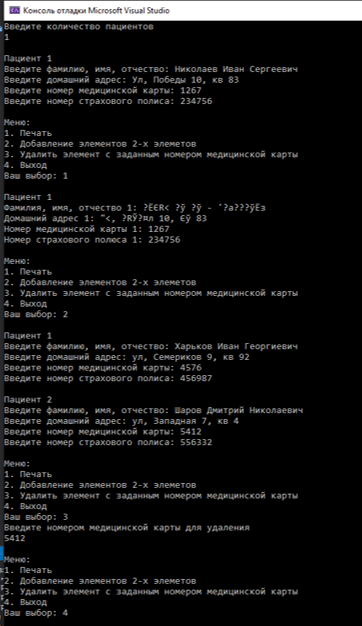 Консоль отладки Microsoft Visual Studio
Введите количество пациентов
1
Пациент 1
Введите фамилию, имя, отчество: Николаев Иван Сергеевич
Введите домашний адрес: Ул, Победы 10, кв 83
Введите номер медицинской карты: 1267
Введите номер страхового полиса: 234756
Меню:
1. Печать
2. Добавление элементов 2-х элеметов
3. Удалить элемент с заданным номером медицинской карты
4. Выход
Ваш выбор: 1
Пациент 1
Фамилия, имя, отчество 1:
Домашний адрес 1: 10, 83
Номер медицинской карты 1: 1267
Номер страхового полюса 1: 234756
Меню:
1. Печать
2. Добавление элементов 2-х элеметов
3. Удалить элемент с заданным номером медицинской карты
4. Выход
Ваш выбор: 2
Пациент 1
Введите фамилию, имя, отчество: Харьков Иван Георгиевич
Введите домашний адрес: ул, Семериков 9, кв 92
Введите номер медицинской карты: 4576
Введите номер страхового полиса: 456987
Пациент 2
Введите фамилию, имя, отчество: Шаров Дмитрий Николаевич
Введите домашний адрес: ул, Западная 7, кв 4
Введите номер медицинской карты: 5412
Введите номер страхового полиса: 556332
Меню:
1. Печать
2. Добавление элементов 2-х элеметов
3. Удалить элемент с заданным номером медицинской карты
4. Выход
Ваш выбор: 3
Введите номером медицинской карты для удаления
5412
Меню:
1. Печать
2. Добавление элементов 2-х элеметов
3. Удалить элемент с заданным номером медицинской карты
4. Выход
Ваш выбор: 4